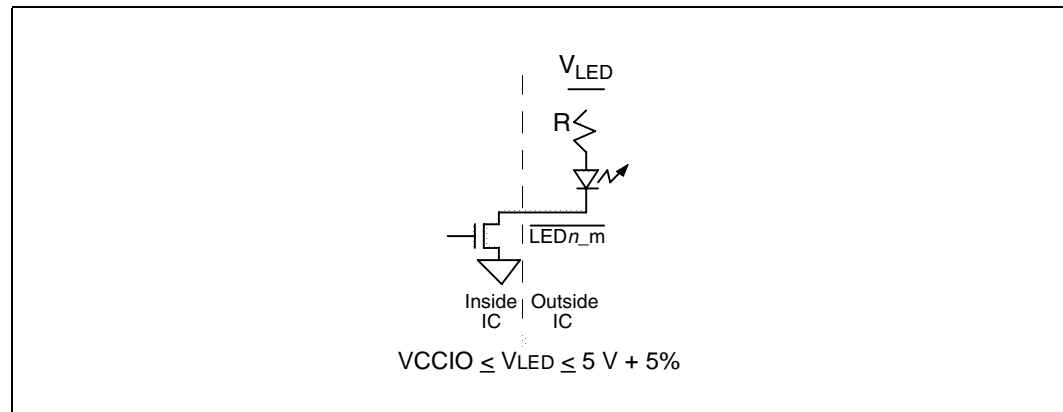 VLED
R
LEDn_m
Inside Outside
IC IC
VCCIO ≤ VLED ≤ 5 V + 5%